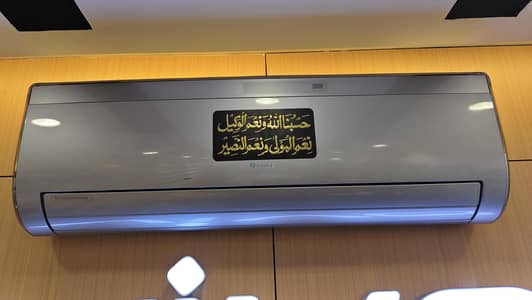 حسبنا الله ونعم الوكيل
نعم المولى ونعم النصير